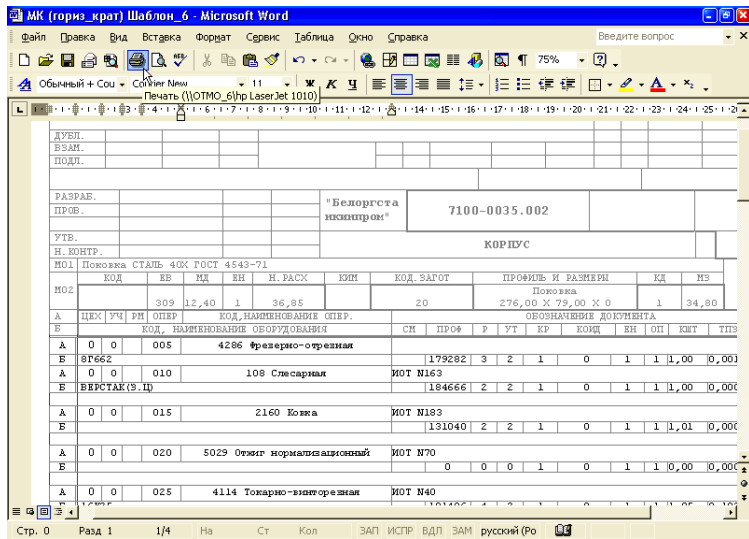 МК (гориз_крат) Шаблон_6 - Microsoft Word
Файл Правка Вид Вставка Формат Сервис Таблица Окно Справка Введите вопрос
75%
Обычный + Cou Courier New 11 Ж К Ч
Печать (\\OTMO_6\hp LaserJet 1010)
ДУБЛ.
ВЗАМ.
ПОДП.
РАЗРАБ. "Белоргста
ПРОВ. нкинпром" 7100-0035.002
УТВ. КОРПУС
Н.КОНТР.
М01 Поковка СТАЛЬ 40Х ГОСТ 4543-71
КОД ЕВ МД ЕН Н.РАСХ КИМ КОД.ЗАГОТ ПРОФИЛЬ И РАЗМЕРЫ КД МЗ
М02 Поковка
309 12,40 1 36,85 20 276,00 X 79,00 X 0 1 34,80
А ЦЕХ УЧ РМ ОПЕР КОД,НАИМЕНОВАНИЕ ОПЕР. ОБОЗНАЧЕНИЕ ДОКУМЕНТА
Б КОД, НАИМЕНОВАНИЕ ОБОРУДОВАНИЯ СМ ПРОФ Р УТ КР КОИД ЕН ОП КШТ ТПЗ
А 0 0 005 4286 Фрезерно-отрезная
Б 8Г662 179282 3 2 1 0 1 1 1,00
А 0 0 010 108 Слесарная ИОТ N163
Б ВЕРСТАК(З.Ц) 184666 2 2 1 0 1 1 1,00
А 0 0 015 2160 Ковка ИОТ N183
Б 131040 2 2 1 0 1 1 1,01
А 0 0 020 5029 Отжиг нормализационный ИОТ N70
Б 0 0 0 1 0 1 1 0,00
А 0 0 025 4114 Токарно-винторезная ИОТ N40
Стр. 0 Разд 1 1/4 На Ст Кол ЗАП ИСПР ВДЛ ЗАМ русский (Ро